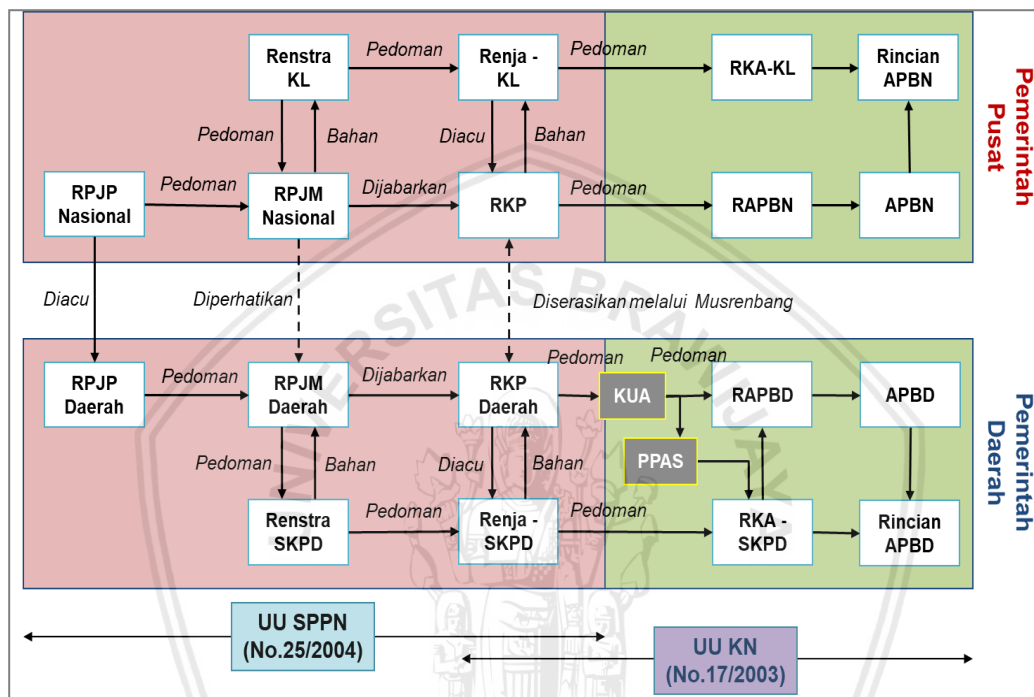 Renstra
KL
Pedoman
Renja -
KL
Pedoman
RKA-KL
Rincian
APBN
Pedoman
Bahan
Diacu
Bahan
RPJP
Nasional
Pedoman
RPJM
Nasional
Dijabarkan
RKP
Pedoman
RAPBN
APBN
Pemerintah
Pusat
Diacu
Diperhatikan
Diserasikan melalui Musrenbang
RPJP
Daerah
Pedoman
RPJM
Daerah
Dijabarkan
RKP
Daerah
Pedoman
KUA
Pedoman
RAPBD
APBD
PPAS
Pedoman
Bahan
Diacu
Bahan
Renstra
SKPD
Pedoman
Renja -
SKPD
Pedoman
RKA -
SKPD
Rincian
APBD
Pemerintah
Daerah
UU SPPN
(No.25/2004)
UU KN
(No.17/2003)
UNIVERSITAS BRAWIJAYA